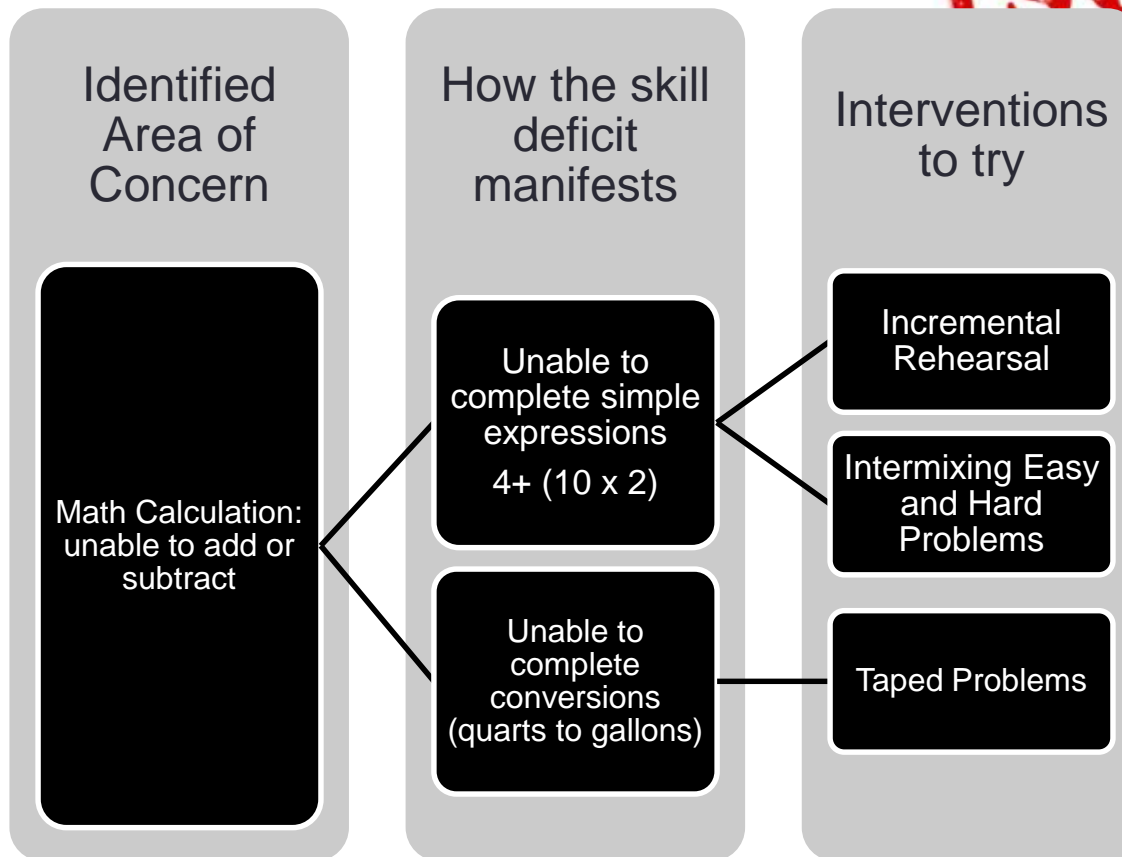 Identified
Area of
Concern
Math Calculation:
unable to add or
subtract
How the skill
deficit
manifests
Unable to
complete simple
expressions
4+ (10 x 2)
Unable to
complete
conversions
(quarts to gallons)
Interventions
to try
Incremental
Rehearsal
Intermixing Easy
and Hard
Problems
Taped Problems